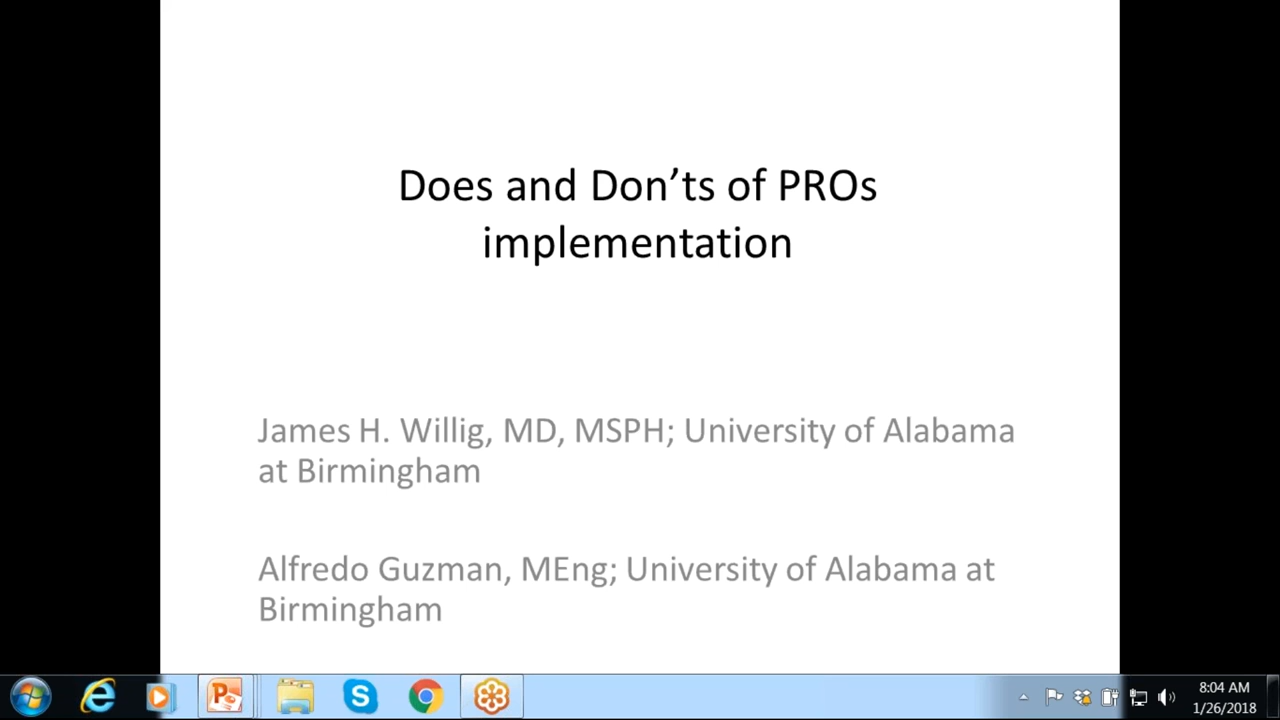 Does and Don’ts of PROs
implementation
James H. Willig, MD, MSPH; University of Alabama
at Birmingham
Alfredo Guzman, MEng; University of Alabama at
Birmingham
8:04 AM
1/26/2018